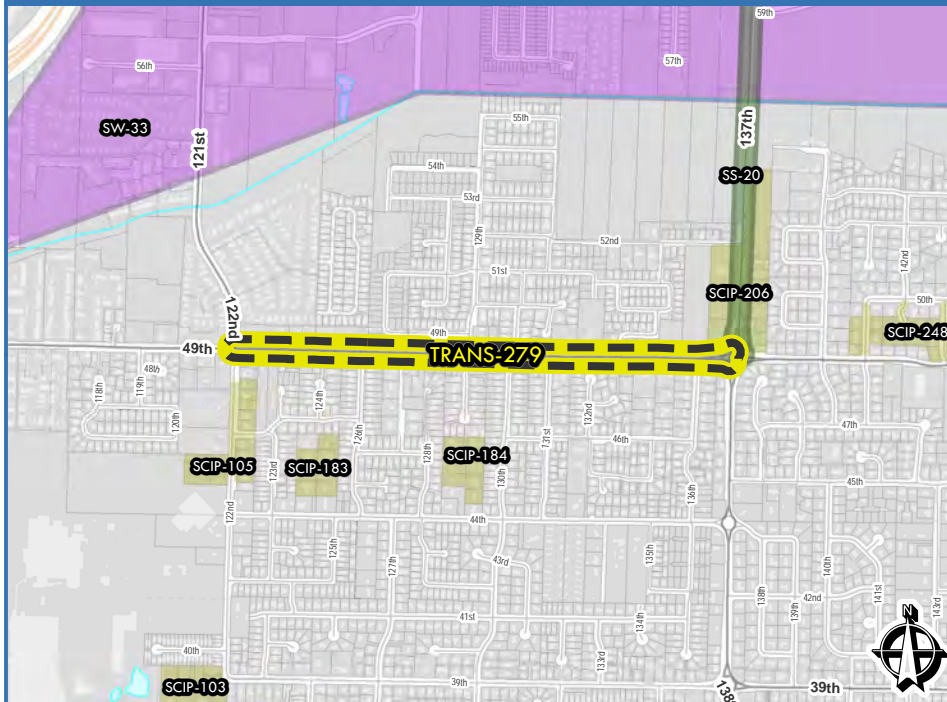 59th
56th
57th
SW-33
121st
137th
55th
54th
53rd
SS-20
129th
52nd
142nd
51st
SCIP-206
50th
122nd
49th
SCIP-248
49th
TRANS-279
48th
118th
119th
120th
124th
126th
132nd
47th
128th
131st
46th
SCIP-105
123rd
SCIP-183
SCIP-184
130th
45th
136th
122nd
44th
125th
127th
43rd
135th
140th
138th
42nd
139th
141st
143rd
41st
134th
N
40th
133rd
SCIP-103
39th
39th